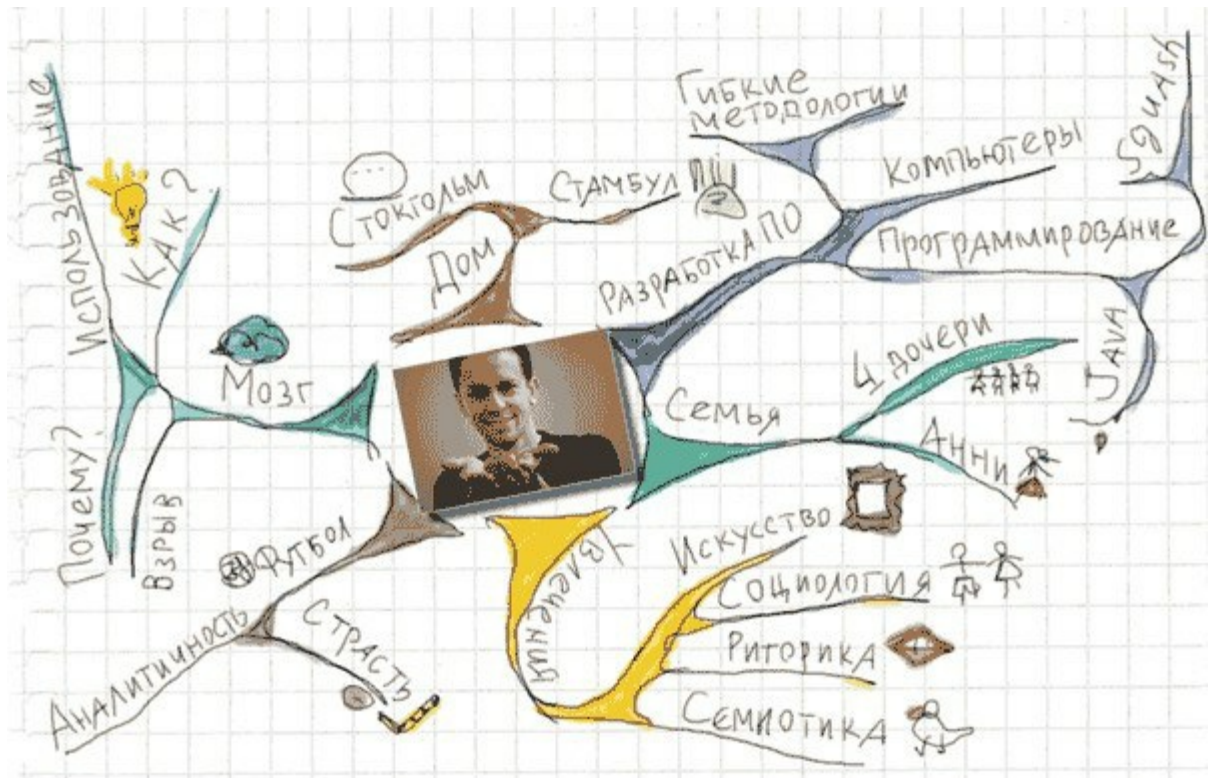 Использование
Как?
Мозг
Почему?
Взрыв
Стокгольм
Стамбул
Дом
Гибкие
методологии
Компьютеры
Разработка ПО
Программирование
Squash
Java
Семья
4 дочери
Анни
Футбол
Аналитичность
Страсть
Увлечения
Искусство
Социология
Риторика
Семиотика